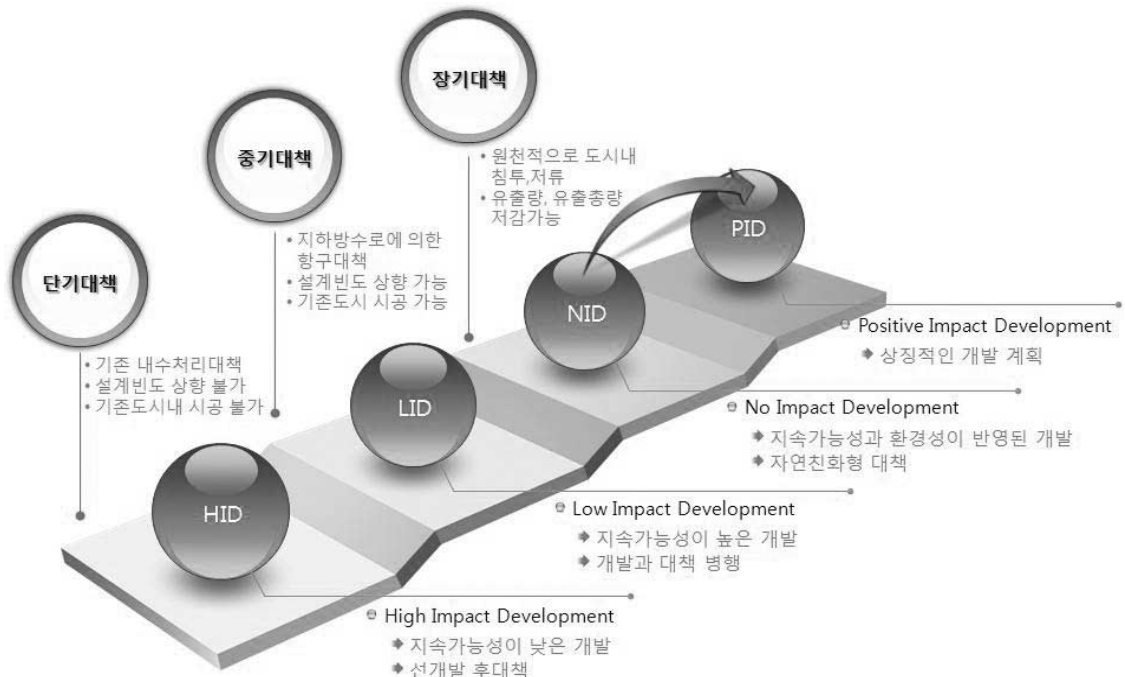 장기대책
• 원천적으로 도시내
침투,저류
• 유출량, 유출총량
저감가능
중기대책
• 지하방수로에 의한
항구대책
• 설계빈도 상향 가능
• 기존도시 시공 가능
단기대책
• 기존 내수처리대책
• 설계빈도 상향 불가
• 기존도시내 시공 불가
PID
NID
LID
HID
Positive Impact Development
상징적인 개발 계획
No Impact Development
지속가능성과 환경성이 반영된 개발
자연친화형 대책
Low Impact Development
지속가능성이 높은 개발
개발과 대책 병행
High Impact Development
지속가능성이 낮은 개발
선개발 후대책